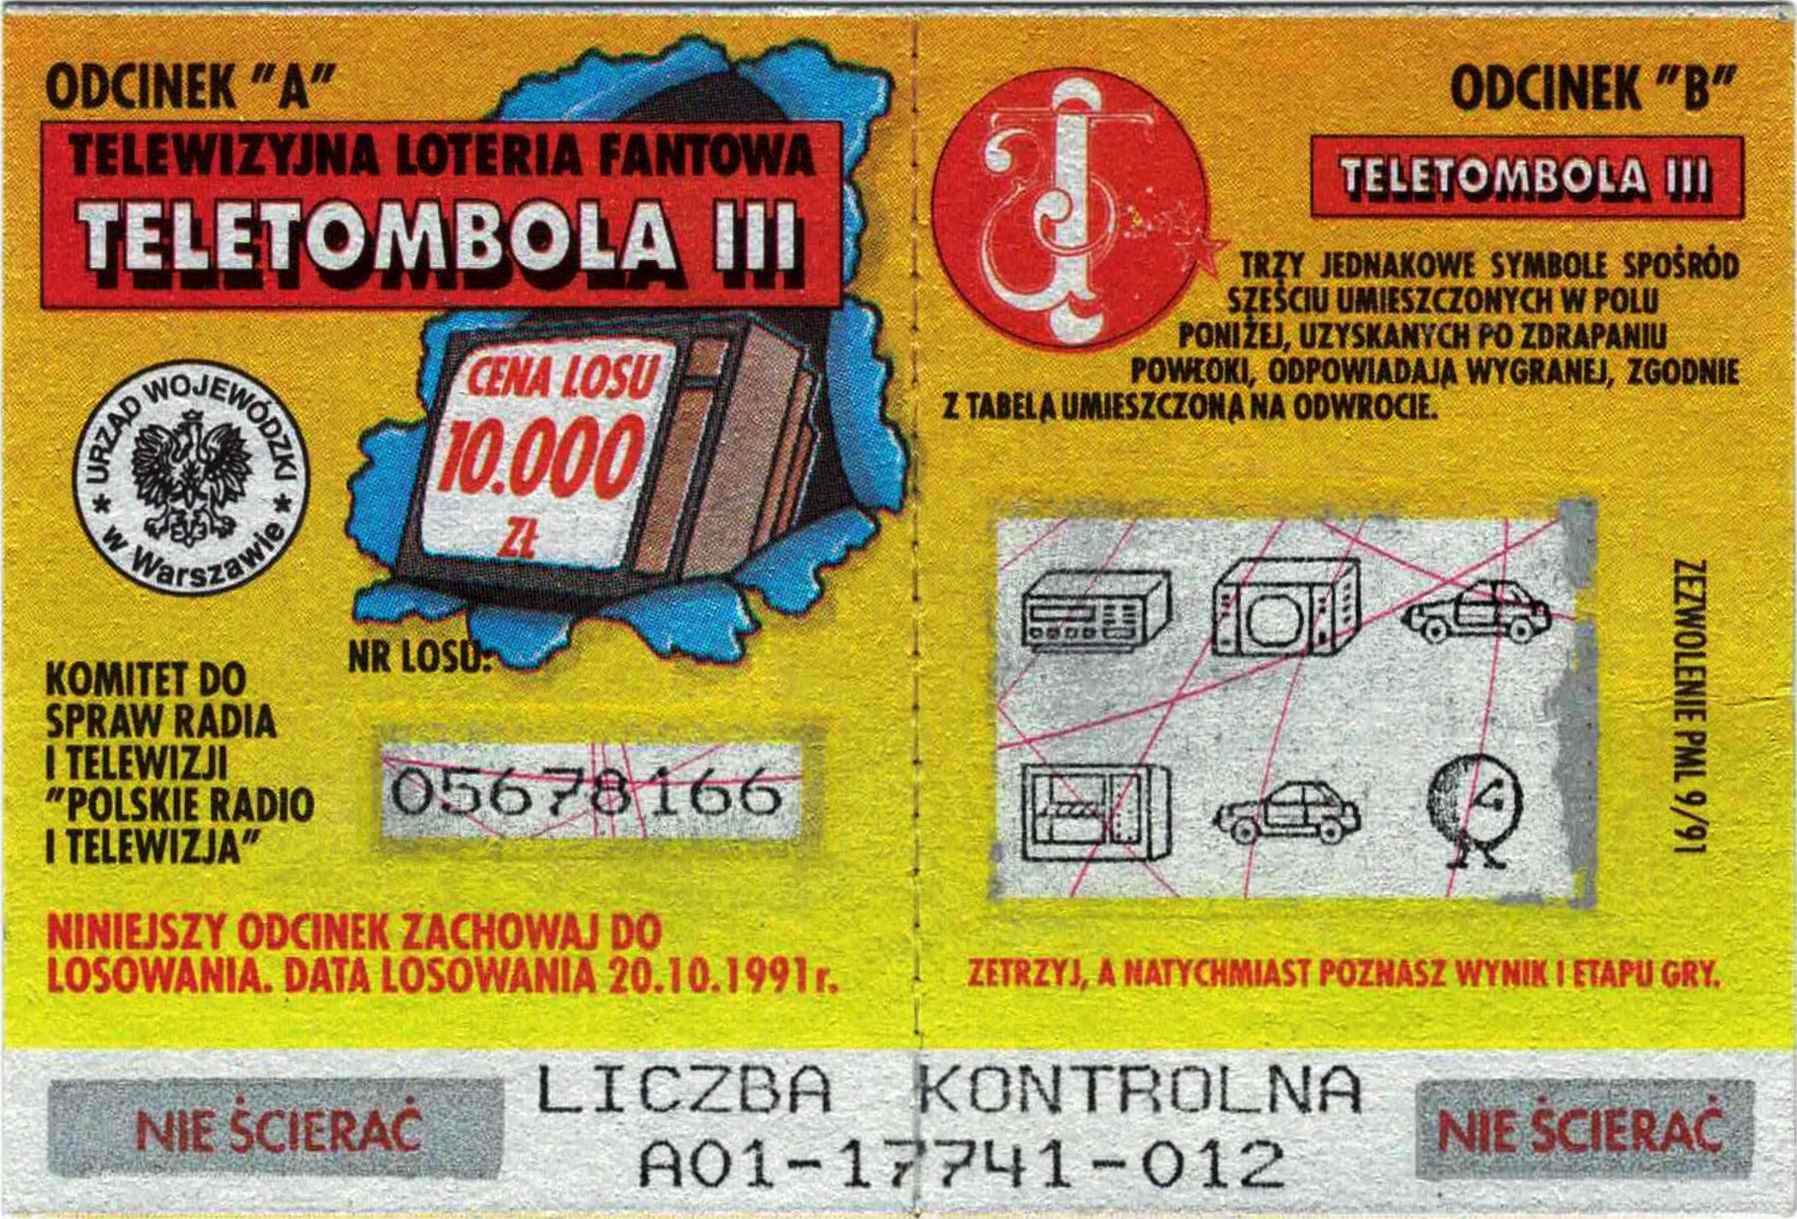 ODCINEK "A"
TELEWIZYJNA LOTERIA FANTOWA
TELETOMBOLA III
CENA LOSU
10.000
ZŁ
URZĄD WOJEWÓDZKI
* w Warszawie *
NR LOSU:
05678166
KOMITET DO
SPRAW RADIA
I TELEWIZJI
"POLSKIE RADIO
I TELEWIZJA"
NINIEJSZY ODCINEK ZACHOWAJ DO
LOSOWANIA. DATA LOSOWANIA 20.10.1991r.
ODCINEK "B"
TELETOMBOLA III
TRZY JEDNAKOWE SYMBOLE SPOŚRÓD
SZEŚCIU UMIESZCZONYCH W POLU
PONIŻEJ, UZYSKANYCH PO ZDRAPANIU
POWŁOKI, ODPOWIADAJĄ WYGRANEJ, ZGODNIE
Z TABELĄ UMIESZCZONĄ NA ODWROCIE.
ZEZWOLENIE PML 9/91
ZETRZYJ, A NATYCHMIAST POZNASZ WYNIK I ETAPU GRY.
NIE ŚCIERAĆ
LICZBA KONTROLNA
A01-17741-012
NIE ŚCIERAĆ